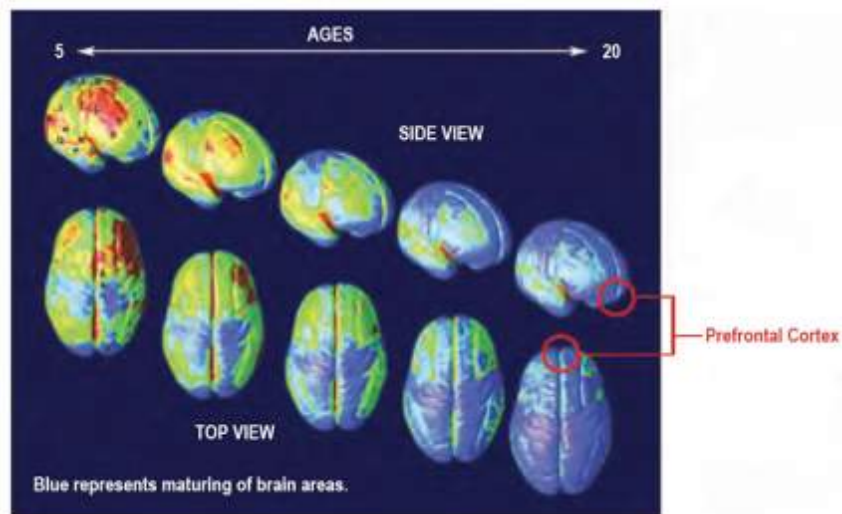 AGES
5
20
SIDE VIEW
Prefrontal Cortex
TOP VIEW
Blue represents maturing of brain areas.